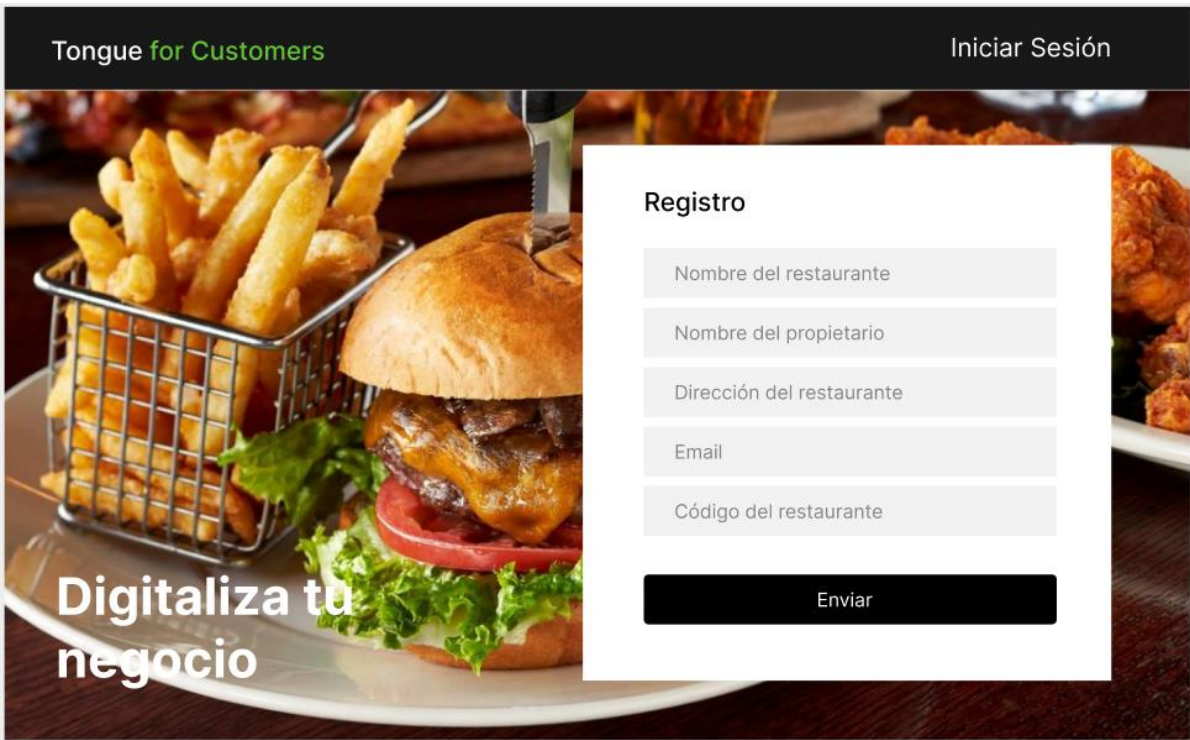 Tongue for Customers
Iniciar Sesión
Registro
Nombre del restaurante
Nombre del propietario
Dirección del restaurante
Email
Código del restaurante
Enviar
Digitaliza tu
negocio